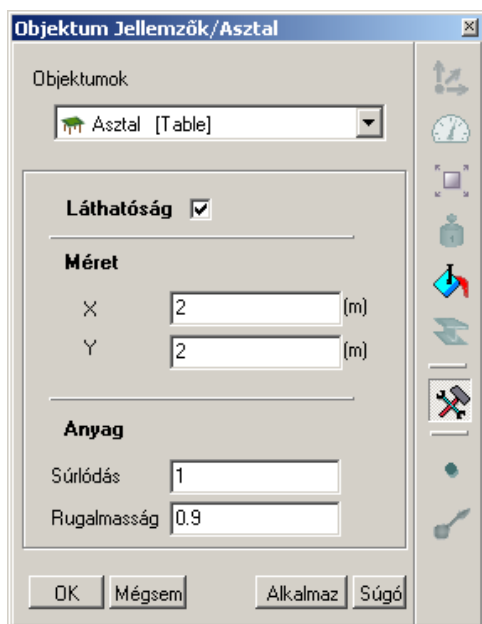 Objektum Jellemzők/Asztal
Objektumok
Asztal [Table]
Láthatóság
Méret
X 2 (m)
Y 2 (m)
Anyag
Súrlódás 1
Rugalmasság 0.9
OK Mégsem Alkalmaz Súgó